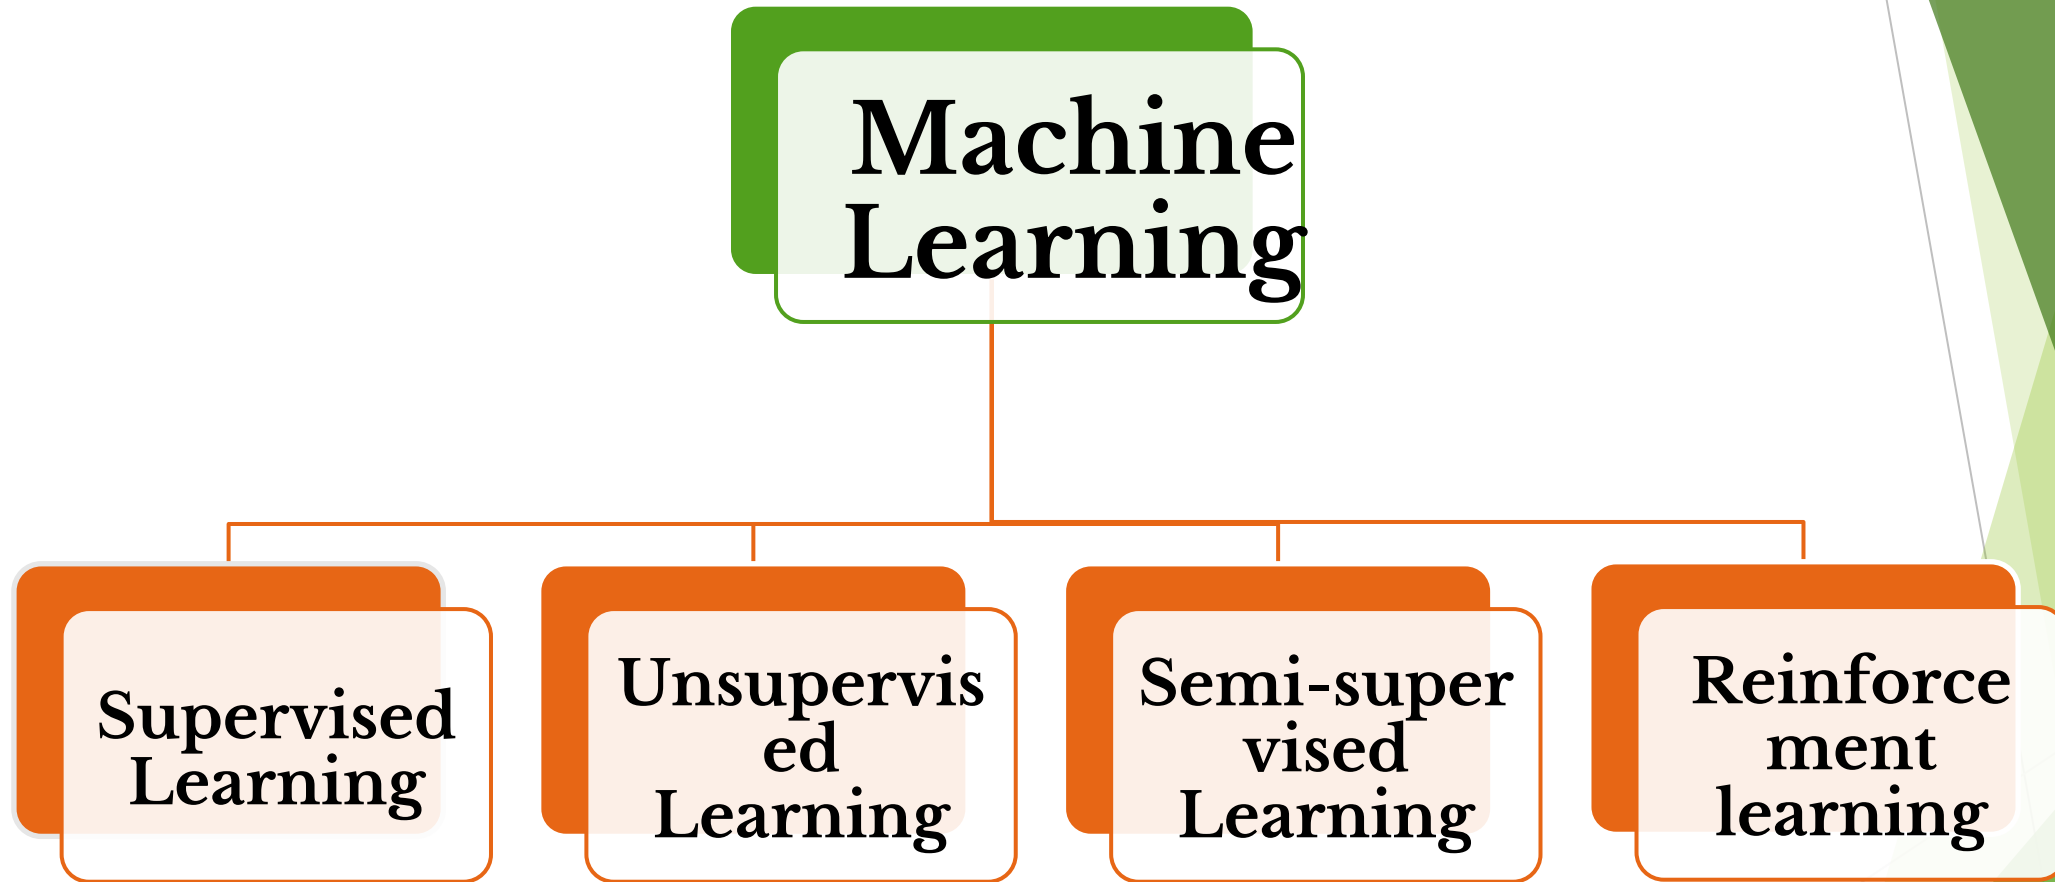 Machine
Learning
Supervised
Learning
Unsupervis
ed
Learning
Semi-super
vised
Learning
Reinforce
ment
learning